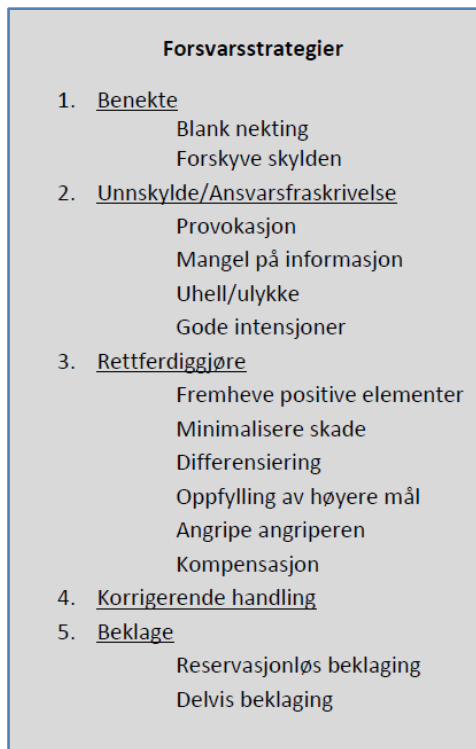 Forsvarsstrategier
1. Benekte
Blank nekting
Forskyve skylden
2. Unnskylde/Ansvarsfraskrivelse
Provokasjon
Mangel på informasjon
Uhell/ulykke
Gode intensjoner
3. Rettferdiggjøre
Fremheve positive elementer
Minimalisere skade
Differensiering
Oppfylling av høyere mål
Angripe angriperen
Kompensasjon
4. Korrigerende handling
5. Beklage
Reservasjonløs beklaging
Delvis beklaging